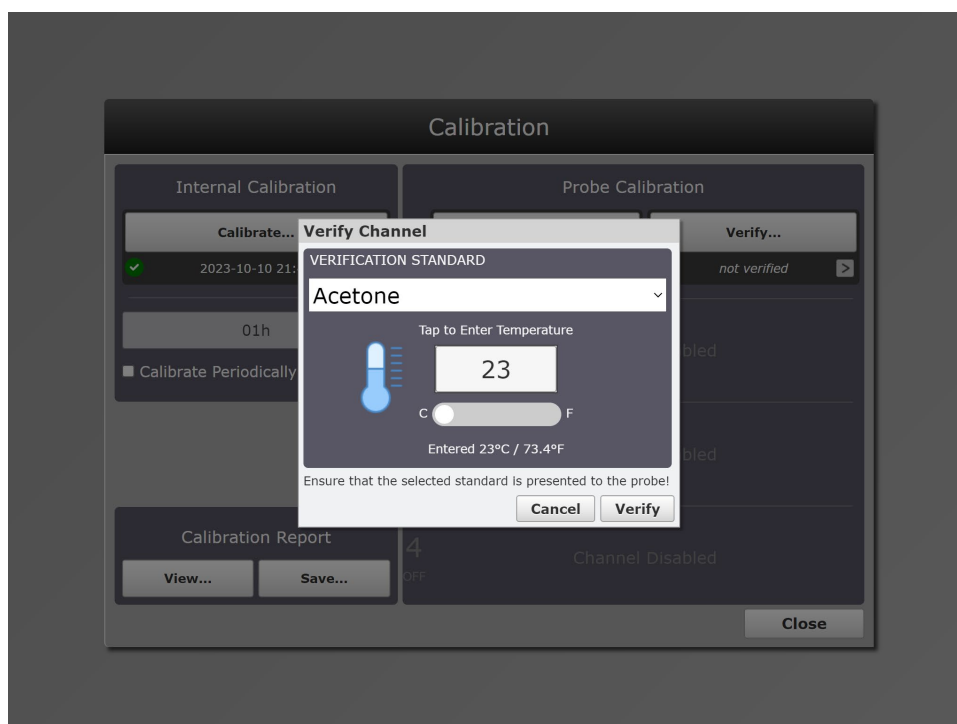 Calibration
Internal Calibration
Probe Calibration
Calibrate...
Verify...
2023-10-10 21:
not verified
>
01h
Calibrate Periodically
Verify Channel
VERIFICATION STANDARD
Acetone
Tap to Enter Temperature
23
C
F
Entered 23ºC / 73.4ºF
Ensure that the selected standard is presented to the probe!
Cancel
Verify
bled
bled
Calibration Report
View...
Save...
4
OFF
Channel Disabled
Close